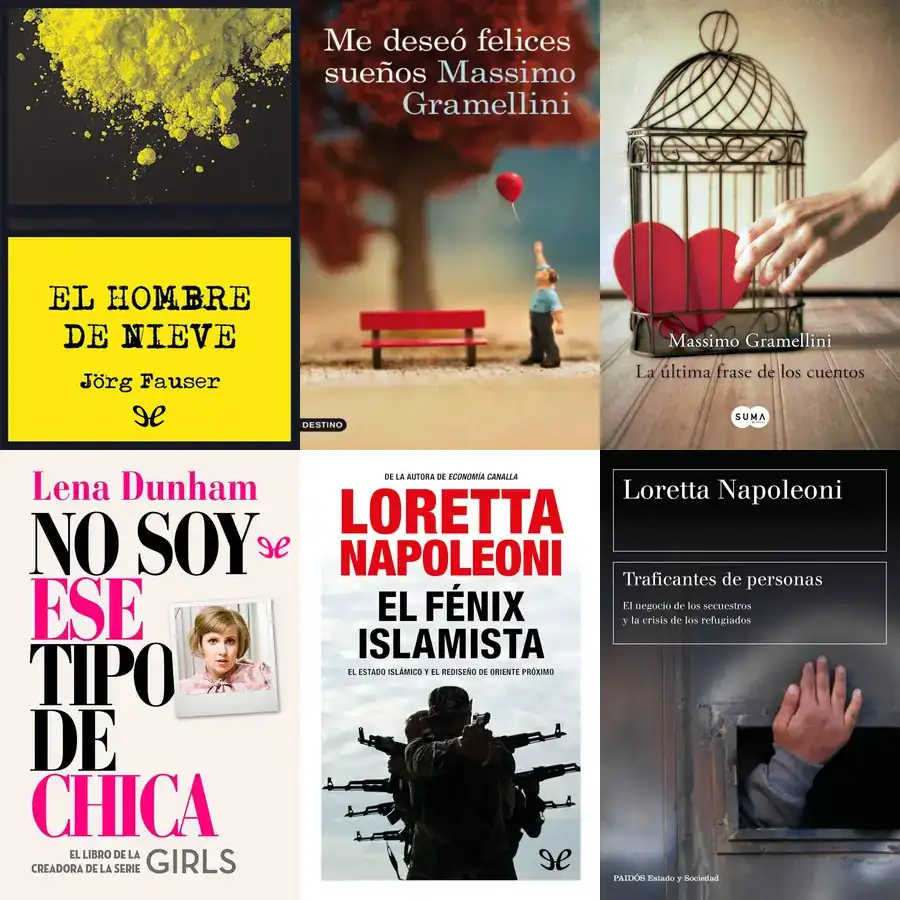 EL HOMBRE
DE NIEVE
Jörg Fauser
Me deseó felices
sueños Massimo
Gramellini
DESTINO
Massimo Gramellini
La última frase de los cuentos
SUMA
Lena Dunham
NO SOY
ESE
TIPO
DE
CHICA
EL LIBRO DE LA
CREADORA DE LA SERIE GIRLS
DE LA AUTORA DE ECONOMÍA CANALLA
LORETTA
NAPOLEONI
EL FÉNIX
ISLAMISTA
EL ESTADO ISLÁMICO Y EL REDISEÑO DE ORIENTE PRÓXIMO
Loretta Napoleoni
Traficantes de personas
El negocio de los secuestros
y la crisis de los refugiados
PAIDÓS Estado y Sociedad